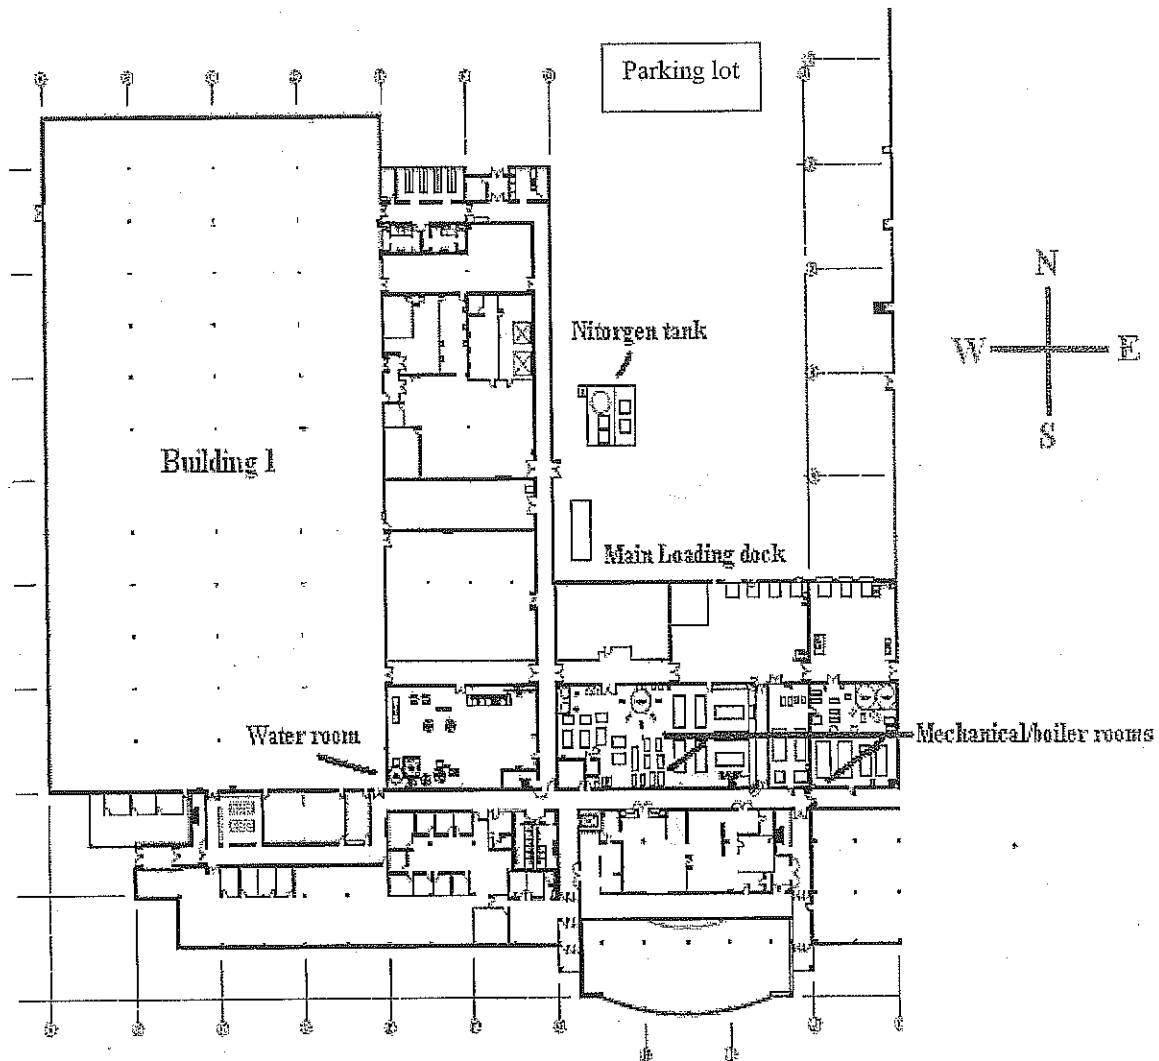 Parking lot
N
Nitorgen tank
W E
S
Building 1
Main Loading dock
Water room
Mechanical/boiler rooms